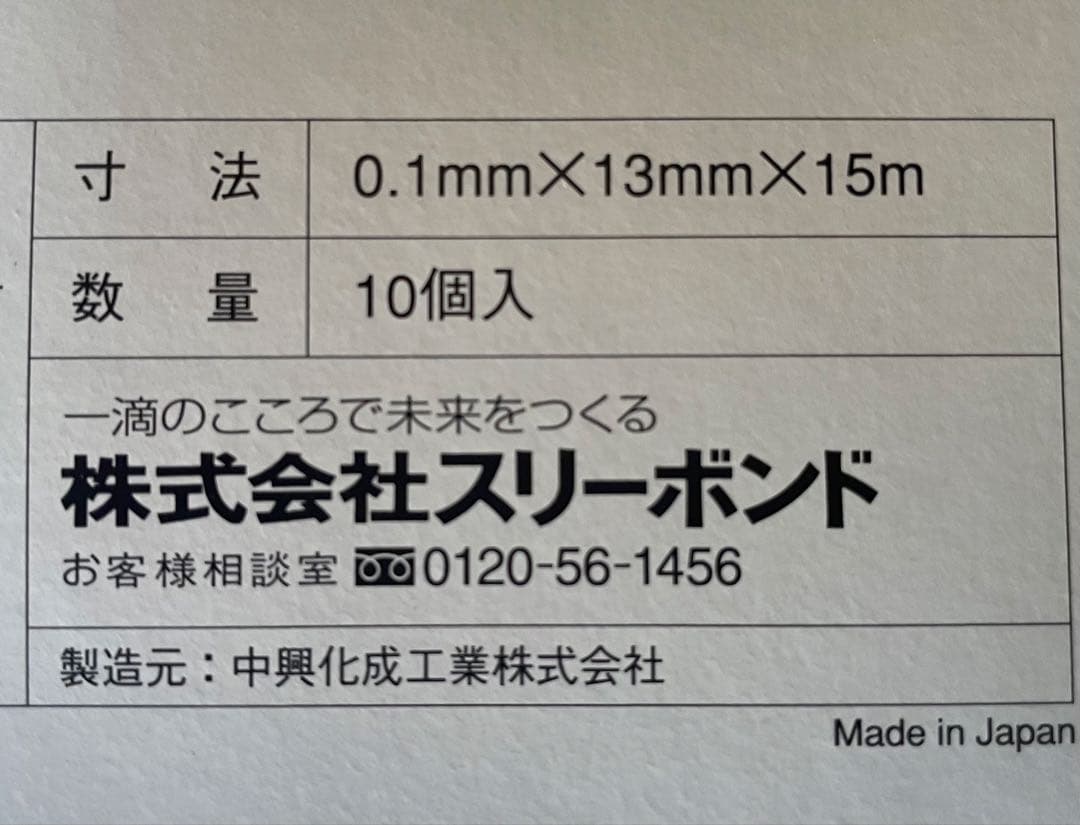 寸法 0.1mm×13mm×15m
数量 10個入
一滴のこころで未来をつくる
株式会社スリーボンド
お客様相談室 0120-56-1456
製造元：中興化成工業株式会社
Made in Japan